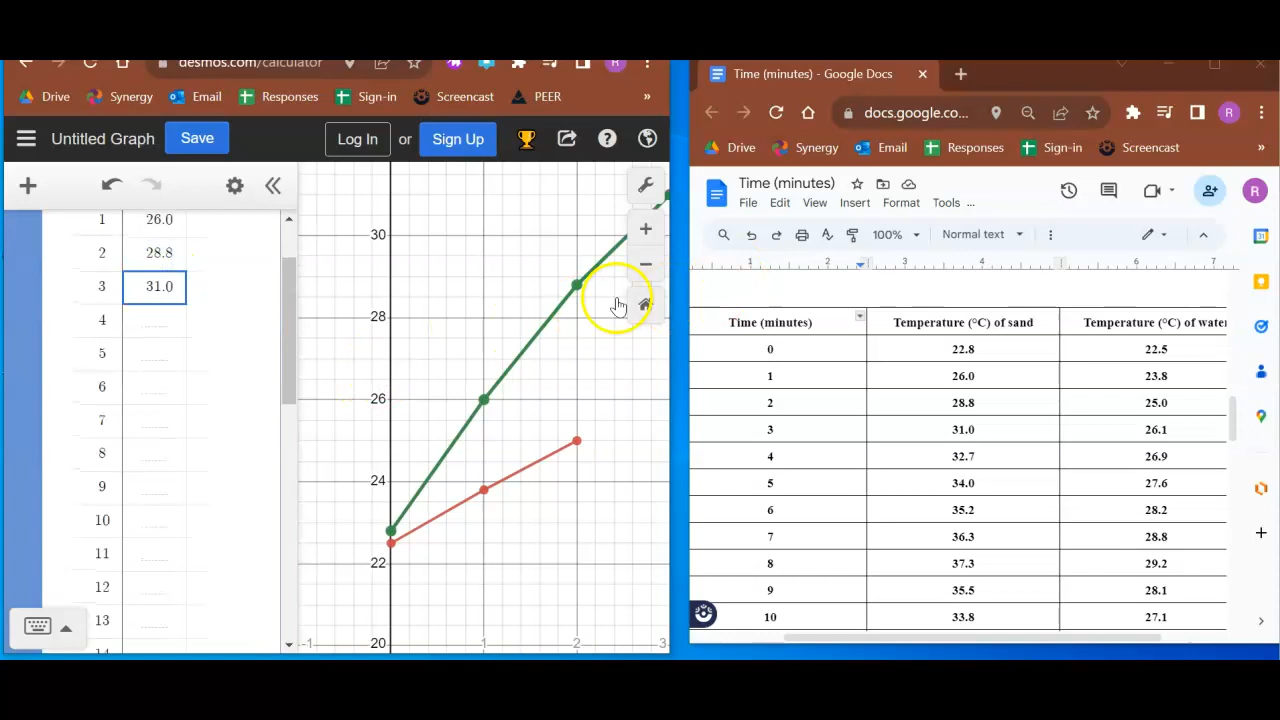 desmos.com/calculator
R
Drive Synergy Email Responses Sign-in Screencast PEER »
Untitled Graph Save Log In or Sign Up
1 26.0
2 28.8
3 31.0
4
5
6
7
8
9
10
11
12
13
30
28
26
24
22
20
-1 1 2 3
Time (minutes) - Google Docs
docs.google.co...
R
Drive Synergy Email Responses Sign-in Screencast »
Time (minutes)
File Edit View Insert Format Tools ...
R
100% Normal text
1 2 3 4 6 7
Time (minutes) Temperature (°C) of sand Temperature (°C) of water
0 22.8 22.5
1 26.0 23.8
2 28.8 25.0
3 31.0 26.1
4 32.7 26.9
5 34.0 27.6
6 35.2 28.2
7 36.3 28.8
8 37.3 29.2
9 35.5 28.1
10 33.8 27.1